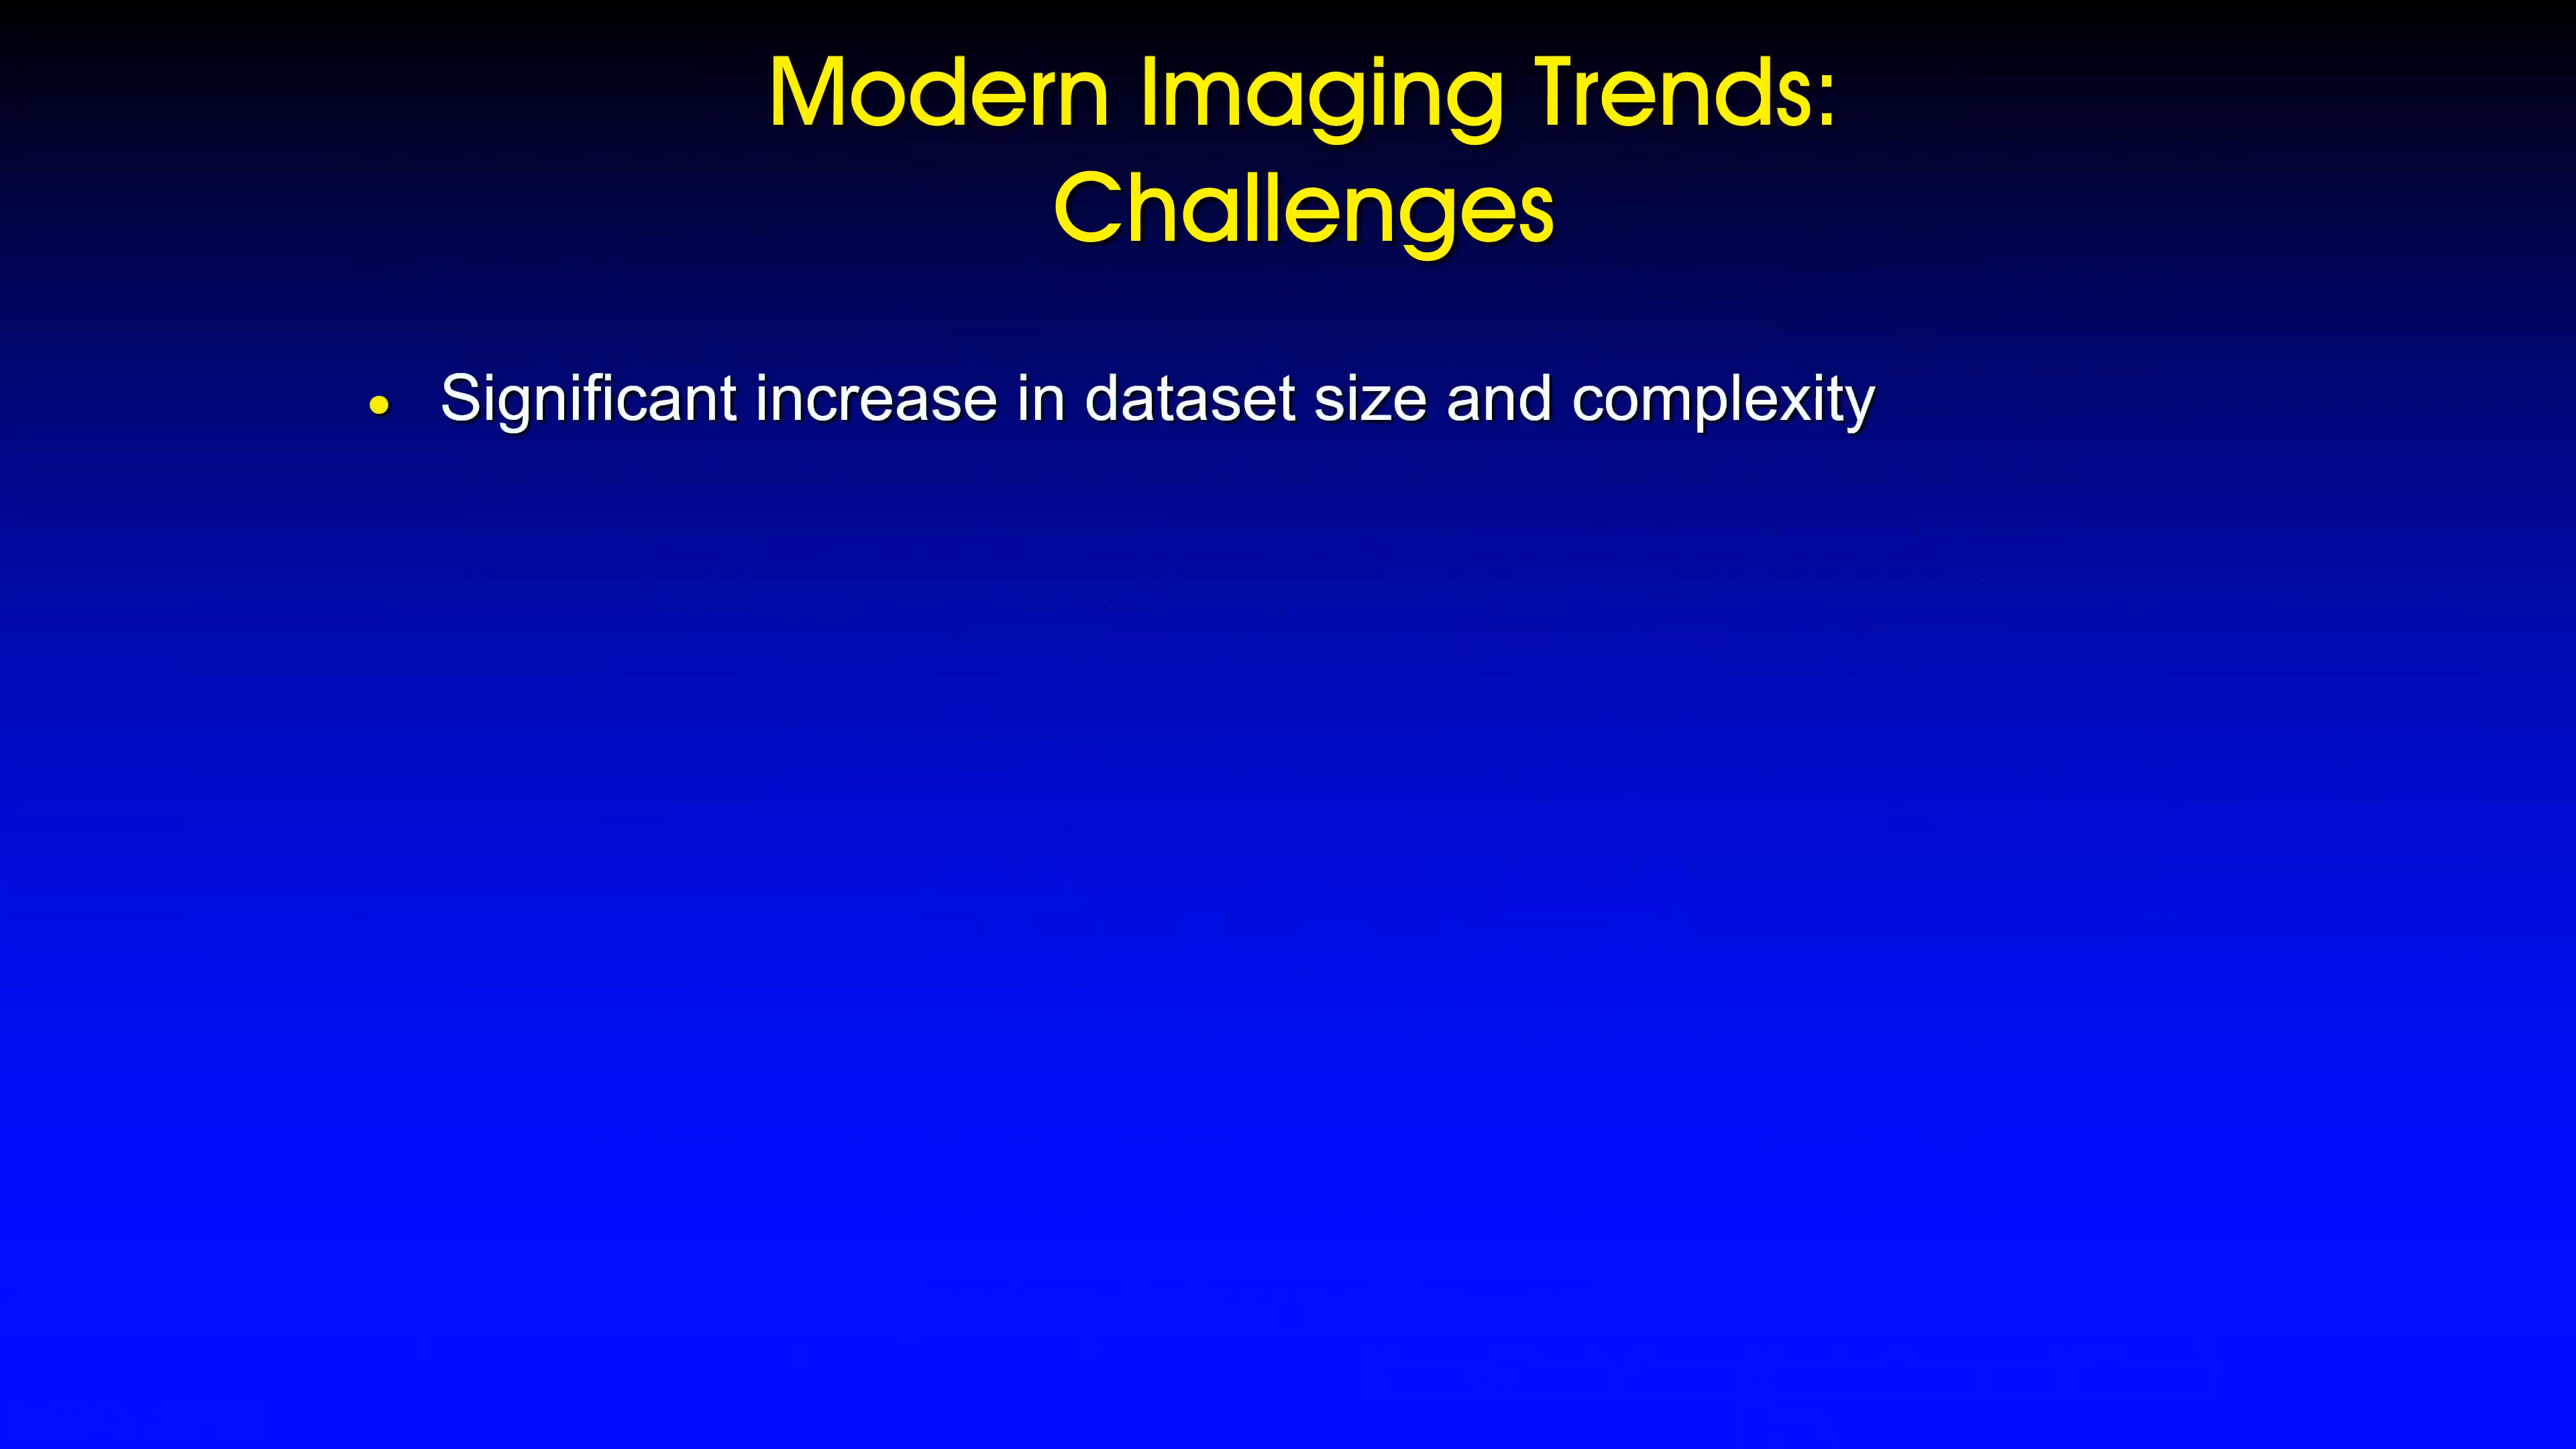 Modern Imaging Trends:
Challenges
• Significant increase in dataset size and complexity